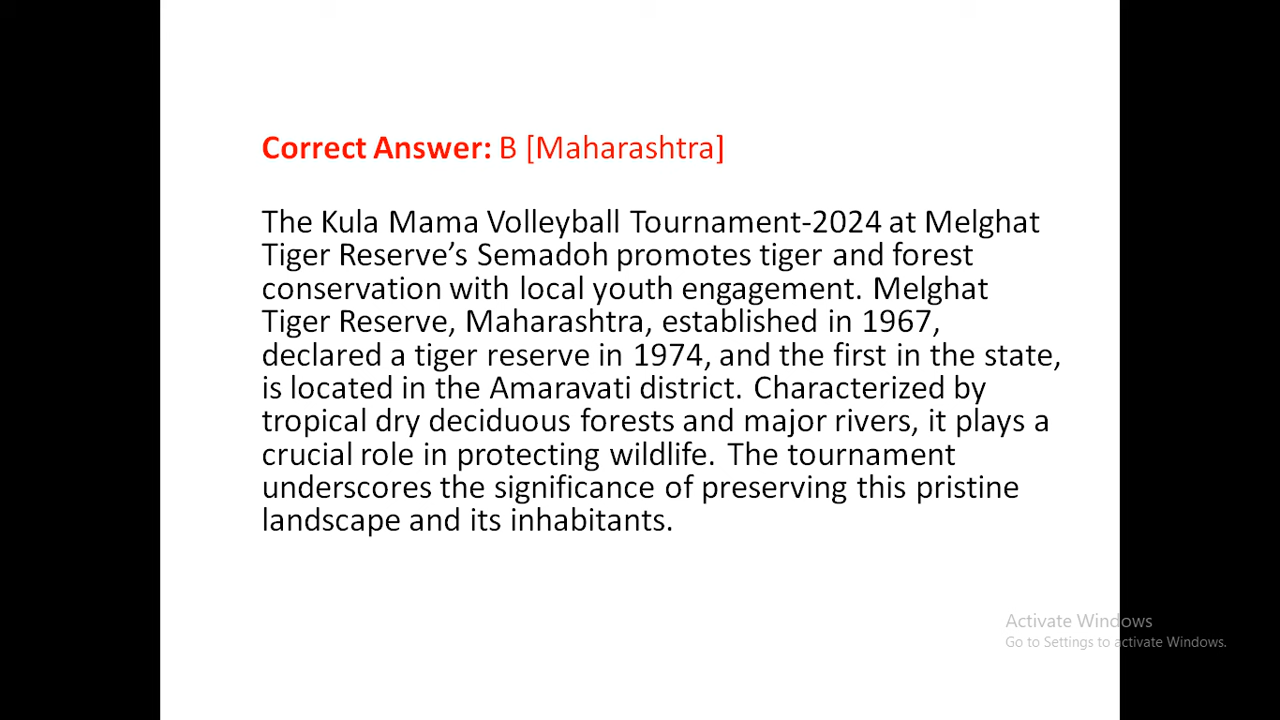 Correct Answer: B [Maharashtra]
The Kula Mama Volleyball Tournament-2024 at Melghat
Tiger Reserve’s Semadoh promotes tiger and forest
conservation with local youth engagement. Melghat
Tiger Reserve, Maharashtra, established in 1967,
declared a tiger reserve in 1974, and the first in the state,
is located in the Amaravati district. Characterized by
tropical dry deciduous forests and major rivers, it plays a
crucial role in protecting wildlife. The tournament
underscores the significance of preserving this pristine
landscape and its inhabitants.
Activate Windows
Go to Settings to activate Windows.